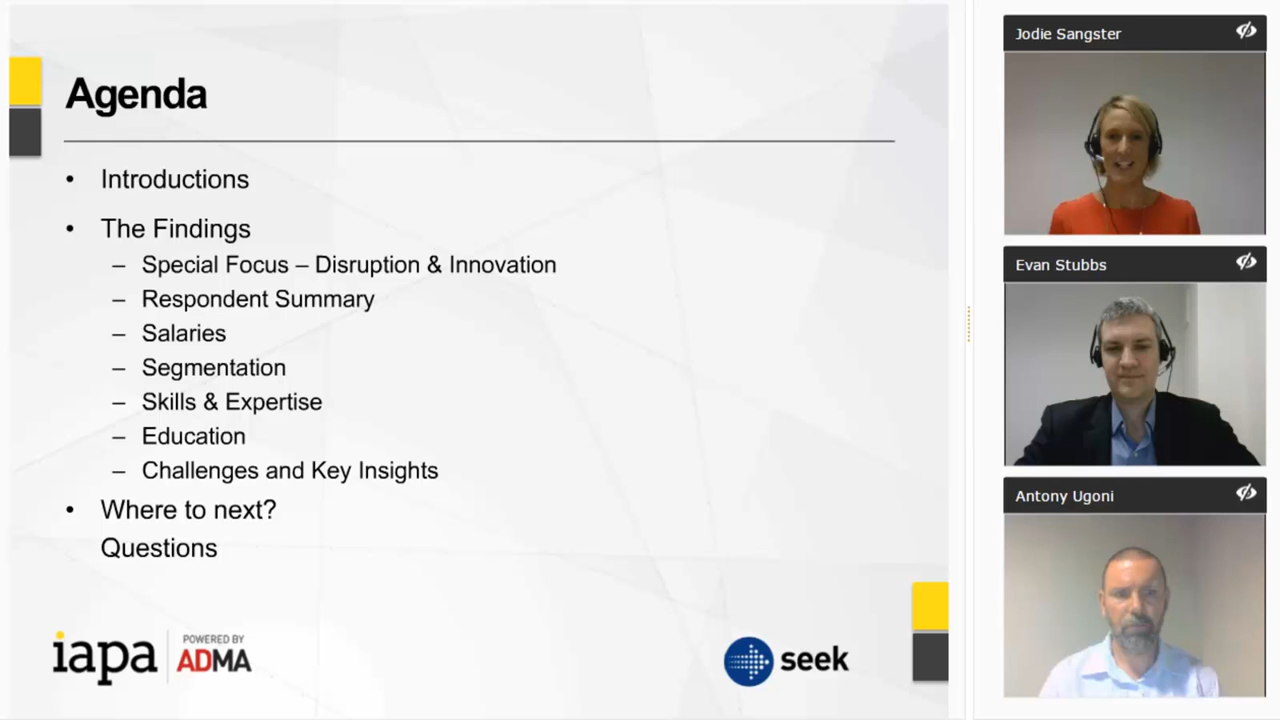 Agenda
• Introductions
• The Findings
– Special Focus – Disruption & Innovation
– Respondent Summary
– Salaries
– Segmentation
– Skills & Expertise
– Education
– Challenges and Key Insights
• Where to next?
Questions
iapa
POWERED BY
ADMA
seek
Jodie Sangster
Evan Stubbs
Antony Ugoni